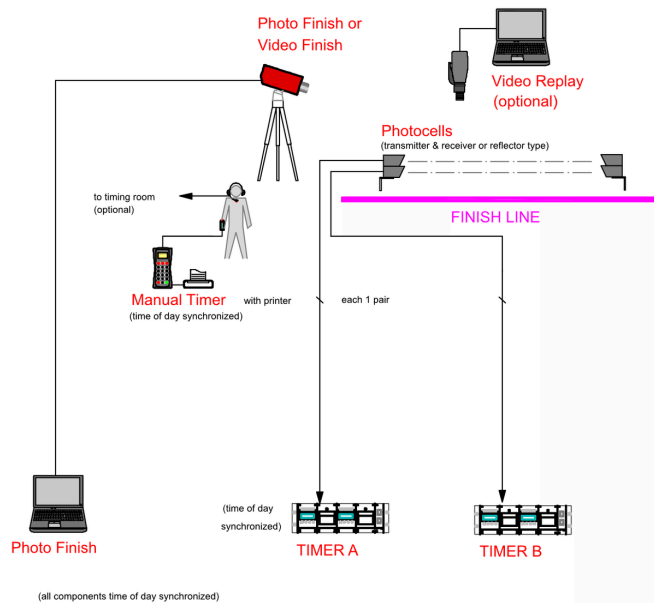 Photo Finish or
Video Finish
Video Replay
(optional)
Photocells
(transmitter & receiver or reflector type)
to timing room
(optional)
FINISH LINE
Manual Timer with printer each 1 pair
(time of day synchronized)
(time of day
synchronized)
Photo Finish
TIMER A
TIMER B
(all components time of day synchronized)